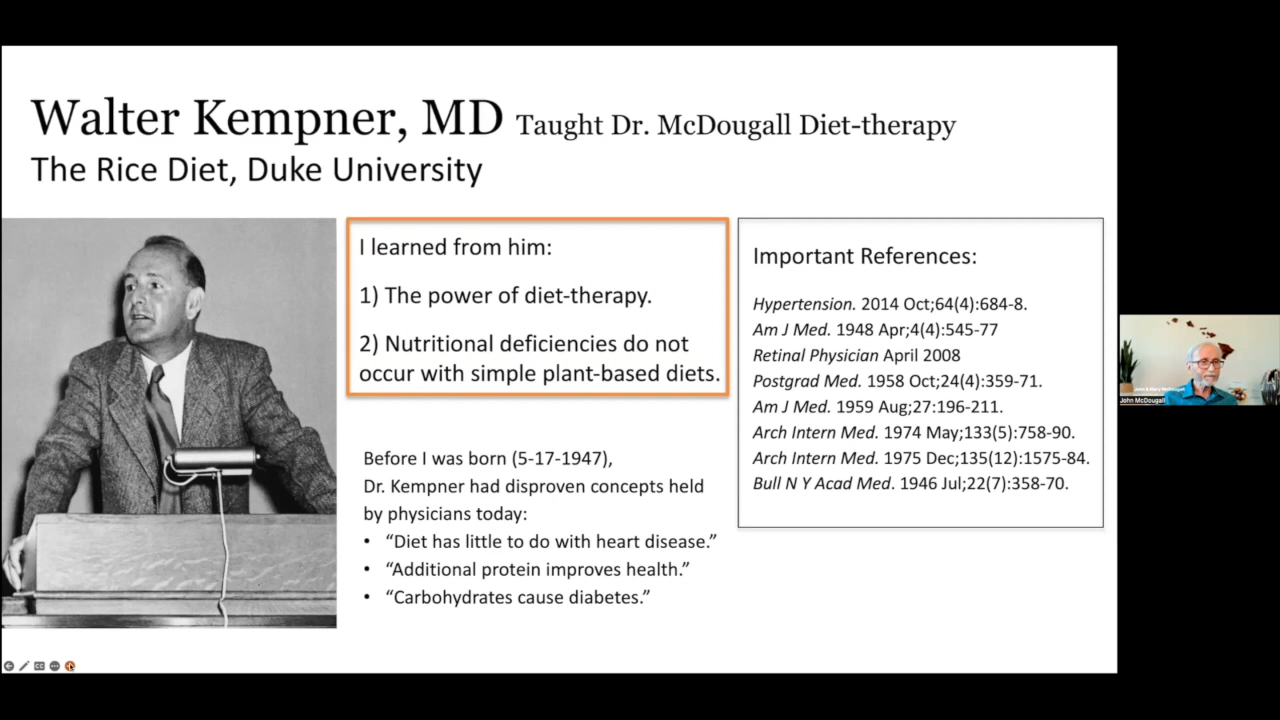 Walter Kempner, MD Taught Dr. McDougall Diet-therapy
The Rice Diet, Duke University
I learned from him:
1) The power of diet-therapy.
2) Nutritional deficiencies do not
occur with simple plant-based diets.
Before I was born (5-17-1947),
Dr. Kempner had disproven concepts held
by physicians today:
• “Diet has little to do with heart disease.”
• “Additional protein improves health.”
• “Carbohydrates cause diabetes.”
Important References:
Hypertension. 2014 Oct;64(4):684-8.
Am J Med. 1948 Apr;4(4):545-77
Retinal Physician April 2008
Postgrad Med. 1958 Oct;24(4):359-71.
Am J Med. 1959 Aug;27:196-211.
Arch Intern Med. 1974 May;133(5):758-90.
Arch Intern Med. 1975 Dec;135(12):1575-84.
Bull N Y Acad Med. 1946 Jul;22(7):358-70.
John McDougall